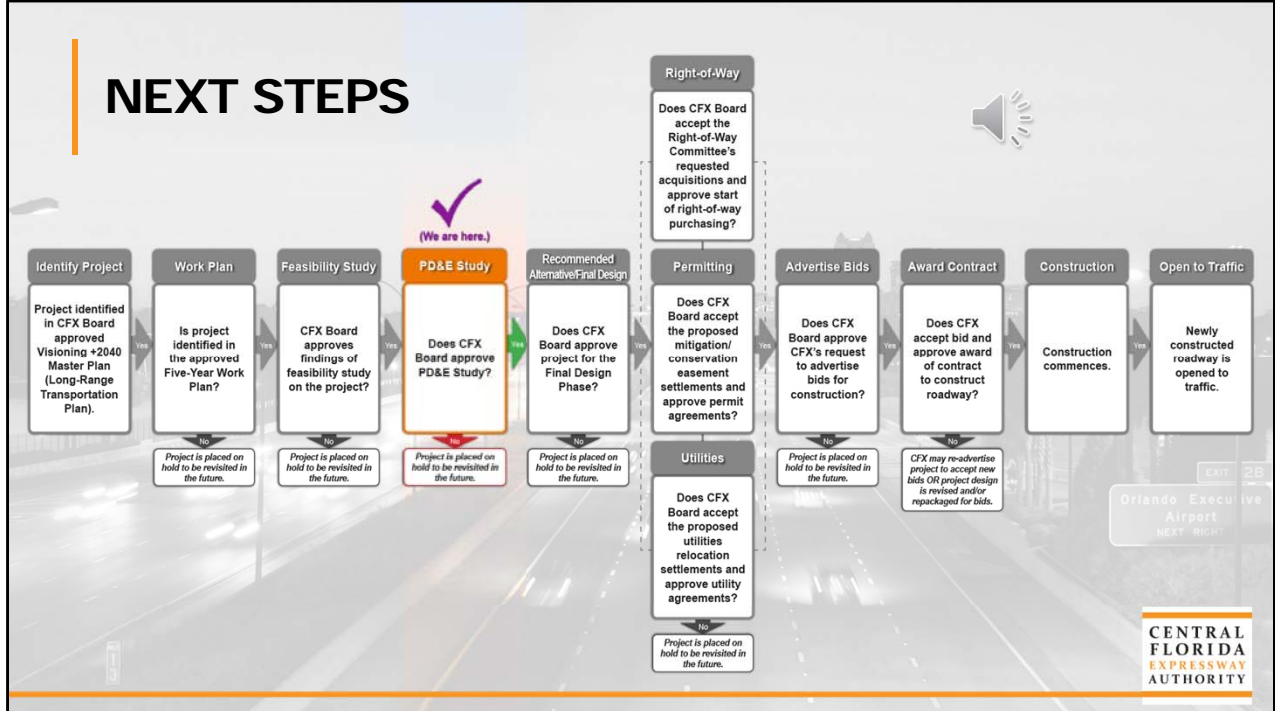 NEXT STEPS
(We are here.)
Identify Project
Project identified
in CFX Board
approved
Visioning +2040
Master Plan
(Long-Range
Transportation
Plan).
Yes
Work Plan
Is project
identified in
the approved
Five-Year Work
Plan?
No
Project is placed on
hold to be revisited in
the future.
Yes
Feasibility Study
CFX Board
approves
findings of
feasibility study
on the project?
No
Project is placed on
hold to be revisited in
the future.
Yes
PD&E Study
Does CFX
Board approve
PD&E Study?
No
Project is placed on
hold to be revisited in
the future.
Yes
Recommended
Alternative/Final Design
Does CFX
Board approve
project for the
Final Design
Phase?
No
Project is placed on
hold to be revisited in
the future.
Yes
Right-of-Way
Does CFX Board
accept the
Right-of-Way
Committee's
requested
acquisitions and
approve start
of right-of-way
purchasing?
Permitting
Does CFX
Board accept
the proposed
mitigation/
conservation
easement
settlements and
approve permit
agreements?
Utilities
Does CFX
Board accept
the proposed
utilities
relocation
settlements and
approve utility
agreements?
No
Project is placed on
hold to be revisited in
the future.
Yes
Advertise Bids
Does CFX
Board approve
CFX's request
to advertise
bids for
construction?
No
Project is placed on
hold to be revisited in
the future.
Yes
Award Contract
Does CFX
accept bid and
approve award
of contract
to construct
roadway?
No
CFX may re-advertise
project to accept new
bids OR project design
is revised and/or
repackaged for bids.
Yes
Construction
Construction
commences.
Yes
Open to Traffic
Newly
constructed
roadway is
opened to
traffic.
EXIT 2B
Orlando Executive
Airport
NEXT RIGHT
CENTRAL
FLORIDA
EXPRESSWAY
AUTHORITY